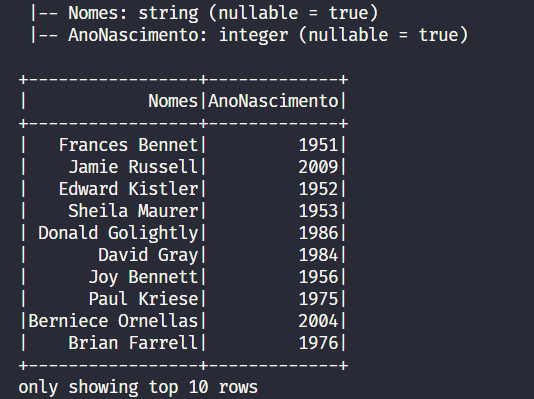 |-- Nomes: string (nullable = true)
|-- AnoNascimento: integer (nullable = true)
+-----------------+-------------+
|            Nomes|AnoNascimento|
+-----------------+-------------+
|   Frances Bennet|         1951|
|    Jamie Russell|         2009|
|   Edward Kistler|         1952|
|    Sheila Maurer|         1953|
| Donald Golightly|         1986|
|       David Gray|         1984|
|      Joy Bennett|         1956|
|      Paul Kriese|         1975|
|Berniece Ornellas|         2004|
|    Brian Farrell|         1976|
+-----------------+-------------+
only showing top 10 rows